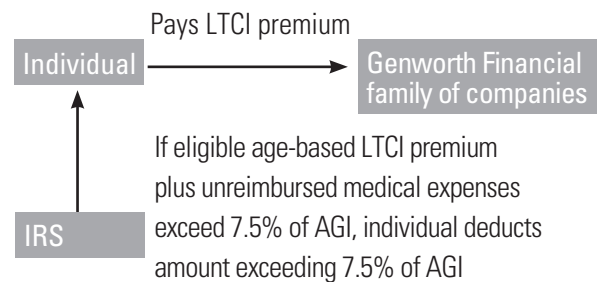 Pays LTCI premium
Individual
Genworth Financial
family of companies
If eligible age-based LTCI premium
plus unreimbursed medical expenses
exceed 7.5% of AGI, individual deducts
amount exceeding 7.5% of AGI
IRS